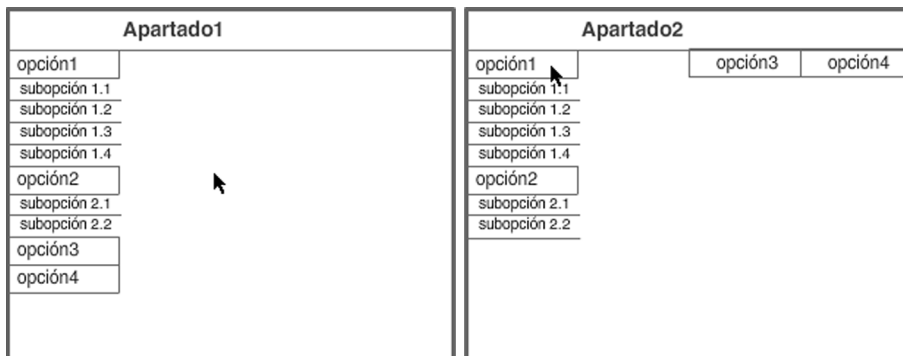 Apartado1
opción1
subopción 1.1
subopción 1.2
subopción 1.3
subopción 1.4
opción2
subopción 2.1
subopción 2.2
opción3
opción4
Apartado2
opción1 opción3 opción4
subopción 1.1
subopción 1.2
subopción 1.3
subopción 1.4
opción2
subopción 2.1
subopción 2.2